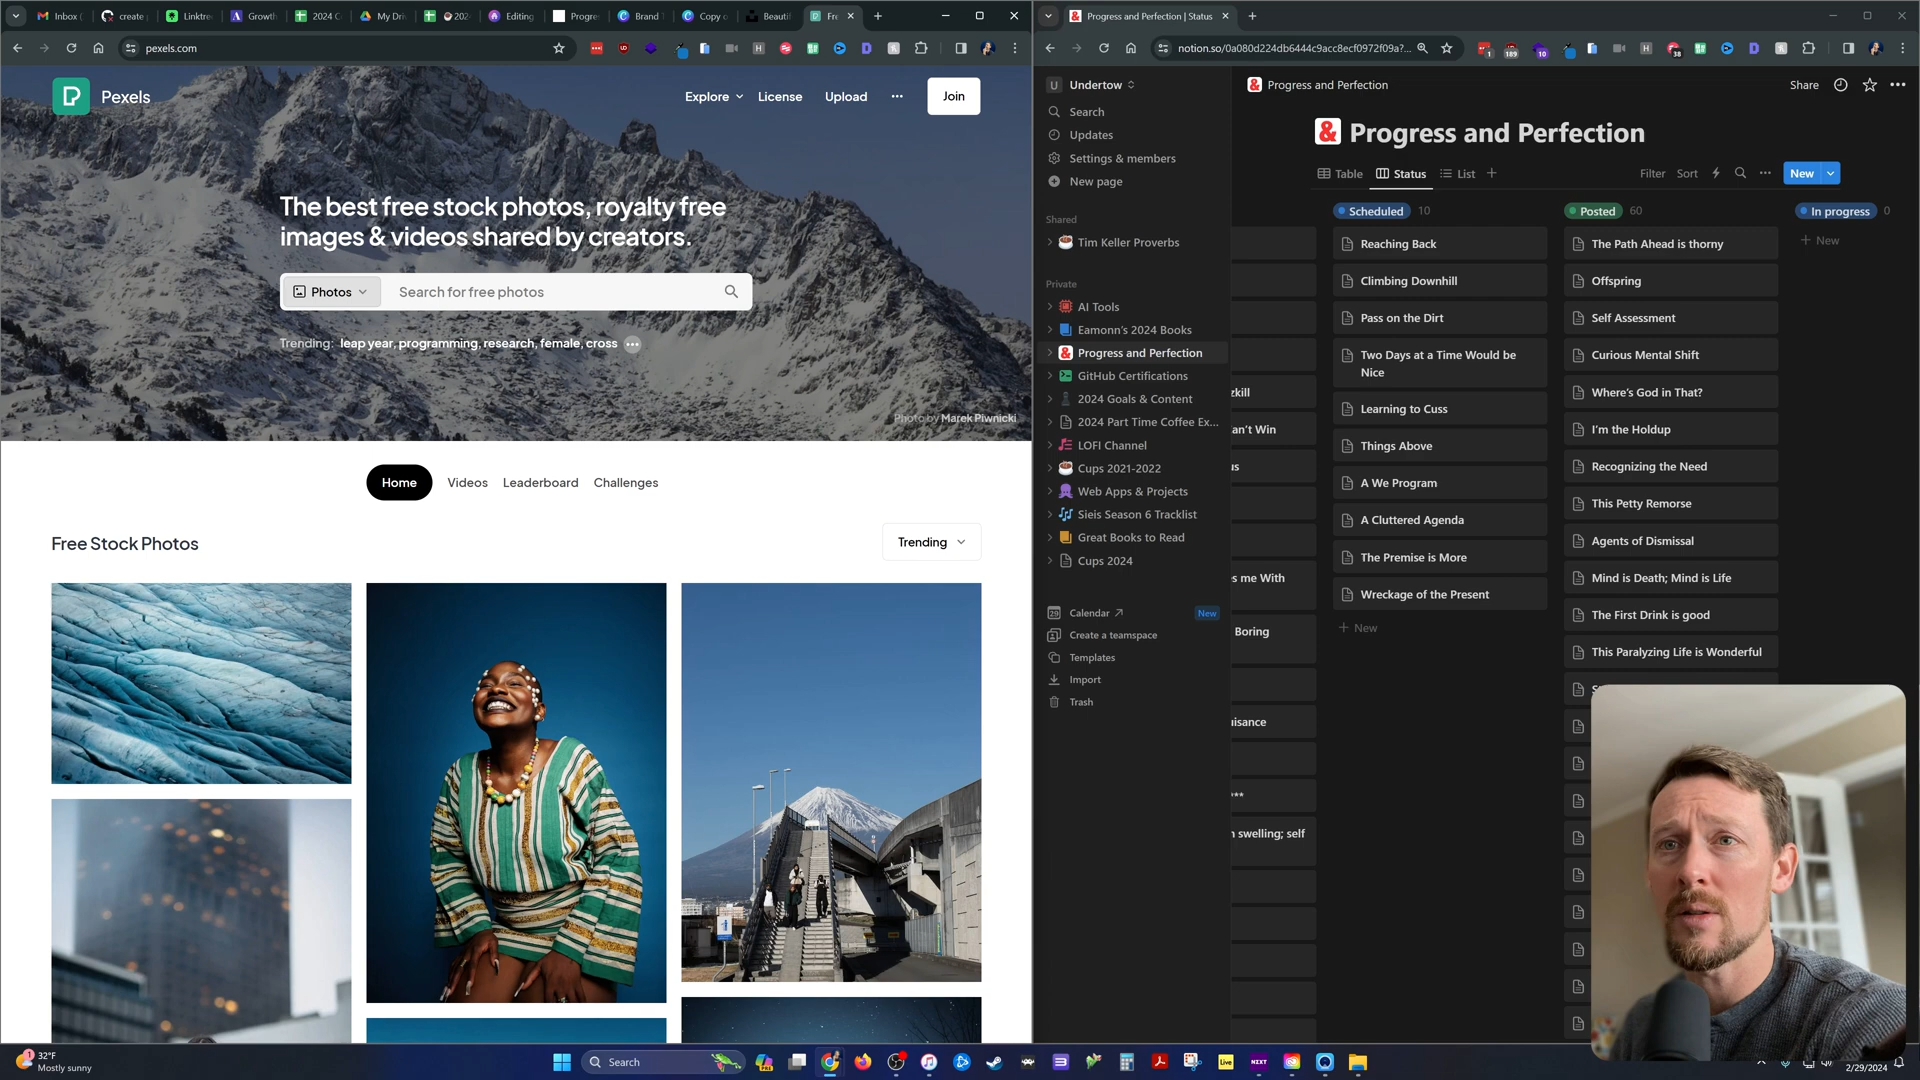 Inbox (
create
Linktre
Growth
2024 C
My Dri
202
Editing
Progre
Brand T
Copy o
Beautif
Fre
pexels.com
Pexels
Explore
License
Upload
Join
The best free stock photos, royalty free
images & videos shared by creators.
Photos
Search for free photos
Trending: leap year, programming, research, female, cross
Photo by Marek Piwnicki
Home
Videos
Leaderboard
Challenges
Free Stock Photos
Trending
Progress and Perfection | Status
notion.so/0a080d224db6444c9acc8ecf0972f09a?...
1
189
10
38
U Undertow
Search
Updates
Settings & members
New page
Shared
Tim Keller Proverbs
Private
AI Tools
Eamonn's 2024 Books
Progress and Perfection
GitHub Certifications
2024 Goals & Content
2024 Part Time Coffee Ex...
LOFI Channel
Cups 2021-2022
Web Apps & Projects
Sieis Season 6 Tracklist
Great Books to Read
Cups 2024
Calendar
New
Create a teamspace
Templates
Import
Trash
Progress and Perfection
Share
& Progress and Perfection
Table
Status
List
Filter
Sort
New
zkill
an't Win
us
s me With
Boring
uisance
***
n swelling; self
Scheduled 10
Reaching Back
Climbing Downhill
Pass on the Dirt
Two Days at a Time Would be
Nice
Learning to Cuss
Things Above
A We Program
A Cluttered Agenda
The Premise is More
Wreckage of the Present
+ New
Posted 60
The Path Ahead is thorny
Offspring
Self Assessment
Curious Mental Shift
Where's God in That?
I'm the Holdup
Recognizing the Need
This Petty Remorse
Agents of Dismissal
Mind is Death; Mind is Life
The First Drink is good
This Paralyzing Life is Wonderful
In progress 0
+ New
32°F
Mostly sunny
Search
Live
NEXT
2/29/2024